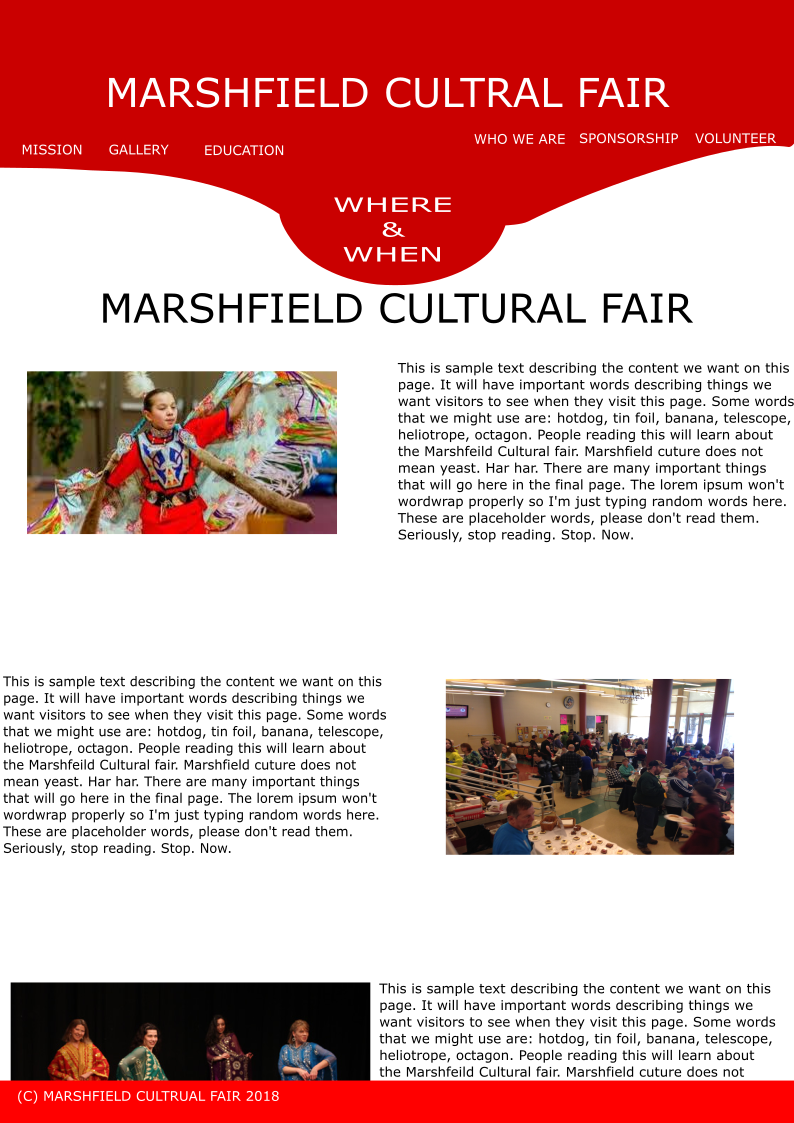 MARSHFIELD CULTRAL FAIR
MISSION GALLERY EDUCATION WHO WE ARE SPONSORSHIP VOLUNTEER
WHERE
&
WHEN
MARSHFIELD CULTURAL FAIR
This is sample text describing the content we want on this
page. It will have important words describing things we
want visitors to see when they visit this page. Some words
that we might use are: hotdog, tin foil, banana, telescope,
heliotrope, octagon. People reading this will learn about
the Marshfeild Cultural fair. Marshfield cuture does not
mean yeast. Har har. There are many important things
that will go here in the final page. The lorem ipsum won't
wordwrap properly so I'm just typing random words here.
These are placeholder words, please don't read them.
Seriously, stop reading. Stop. Now.
This is sample text describing the content we want on this
page. It will have important words describing things we
want visitors to see when they visit this page. Some words
that we might use are: hotdog, tin foil, banana, telescope,
heliotrope, octagon. People reading this will learn about
the Marshfeild Cultural fair. Marshfield cuture does not
mean yeast. Har har. There are many important things
that will go here in the final page. The lorem ipsum won't
wordwrap properly so I'm just typing random words here.
These are placeholder words, please don't read them.
Seriously, stop reading. Stop. Now.
This is sample text describing the content we want on this
page. It will have important words describing things we
want visitors to see when they visit this page. Some words
that we might use are: hotdog, tin foil, banana, telescope,
heliotrope, octagon. People reading this will learn about
the Marshfeild Cultural fair. Marshfield cuture does not
(C) MARSHFIELD CULTRUAL FAIR 2018